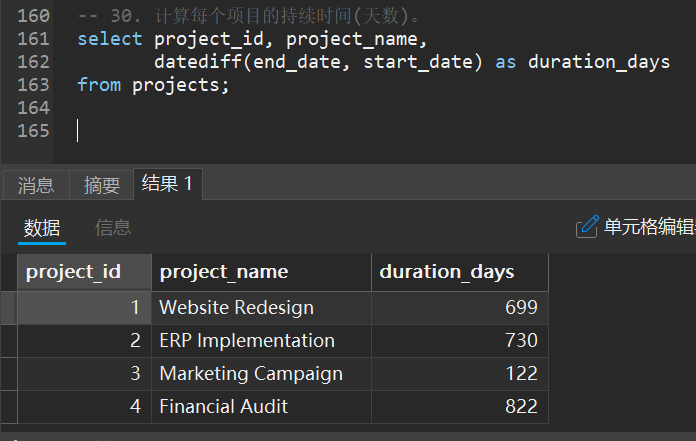 160 -- 30. 计算每个项目的持续时间(天数)。
161 select project_id, project_name,
162 datediff(end_date, start_date) as duration_days
163 from projects;
164
165
消息 摘要 结果 1
数据 信息 单元格编辑
project_id project_name duration_days
1 Website Redesign 699
2 ERP Implementation 730
3 Marketing Campaign 122
4 Financial Audit 822